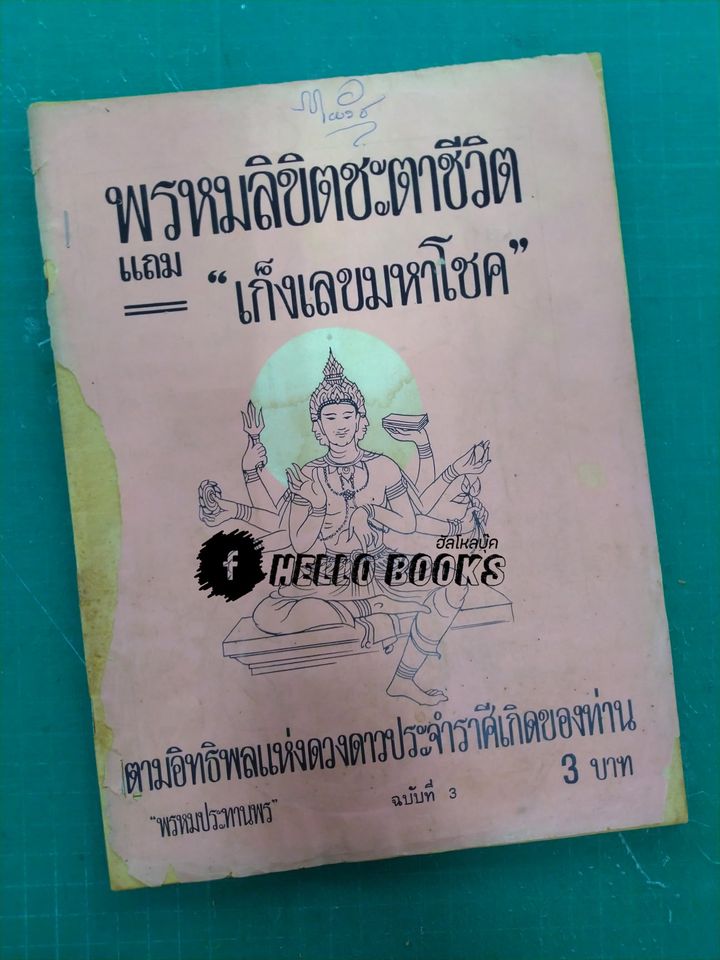 พรหมลิขิตชะตาชีวิต
แถม
“เก็งเลขมหาโชค”
ฮัลโหลบุ๊ค
f HELLO BOOKS
ตามอิทธิพลแห่งดวงดาวประจำราศีเกิดของท่าน
3 บาท
ฉบับที่ 3
“พรหมประทานพร”